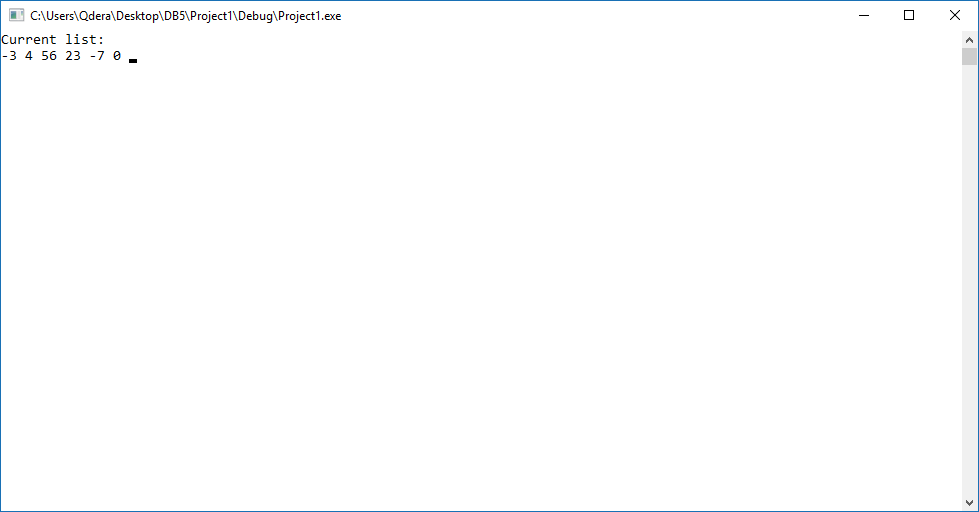 C:\Users\Qdera\Desktop\DB5\Project1\Debug\Project1.exe
Current list:
-3 4 56 23 -7 0